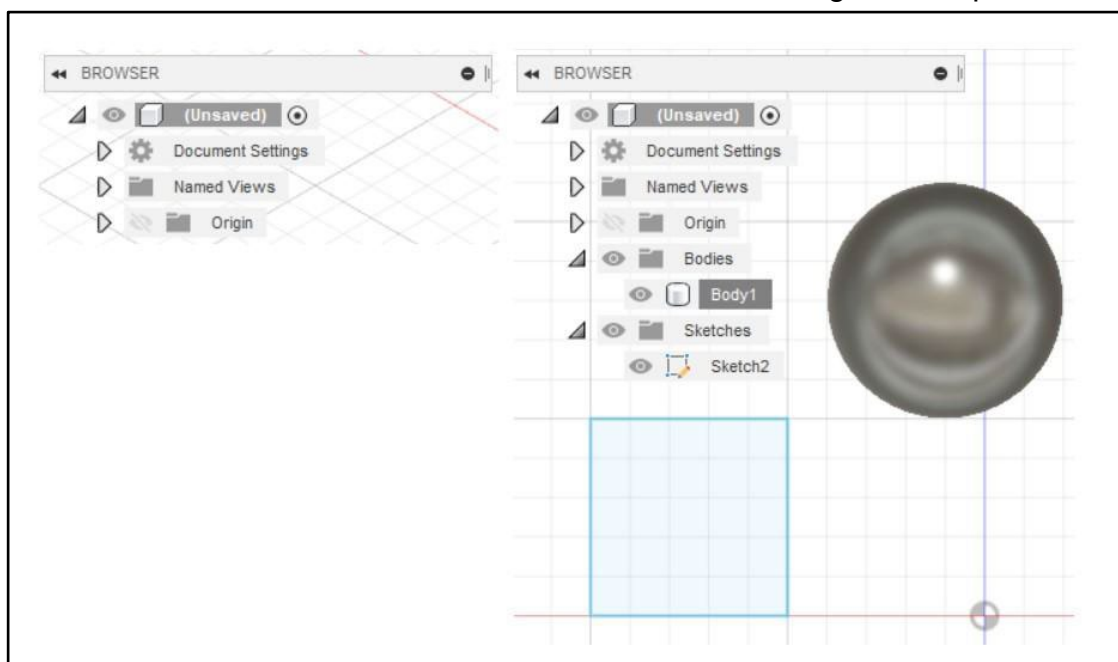 BROWSER
(Unsaved)
Document Settings
Named Views
Origin
BROWSER
(Unsaved)
Document Settings
Named Views
Origin
Bodies
Body1
Sketches
Sketch2